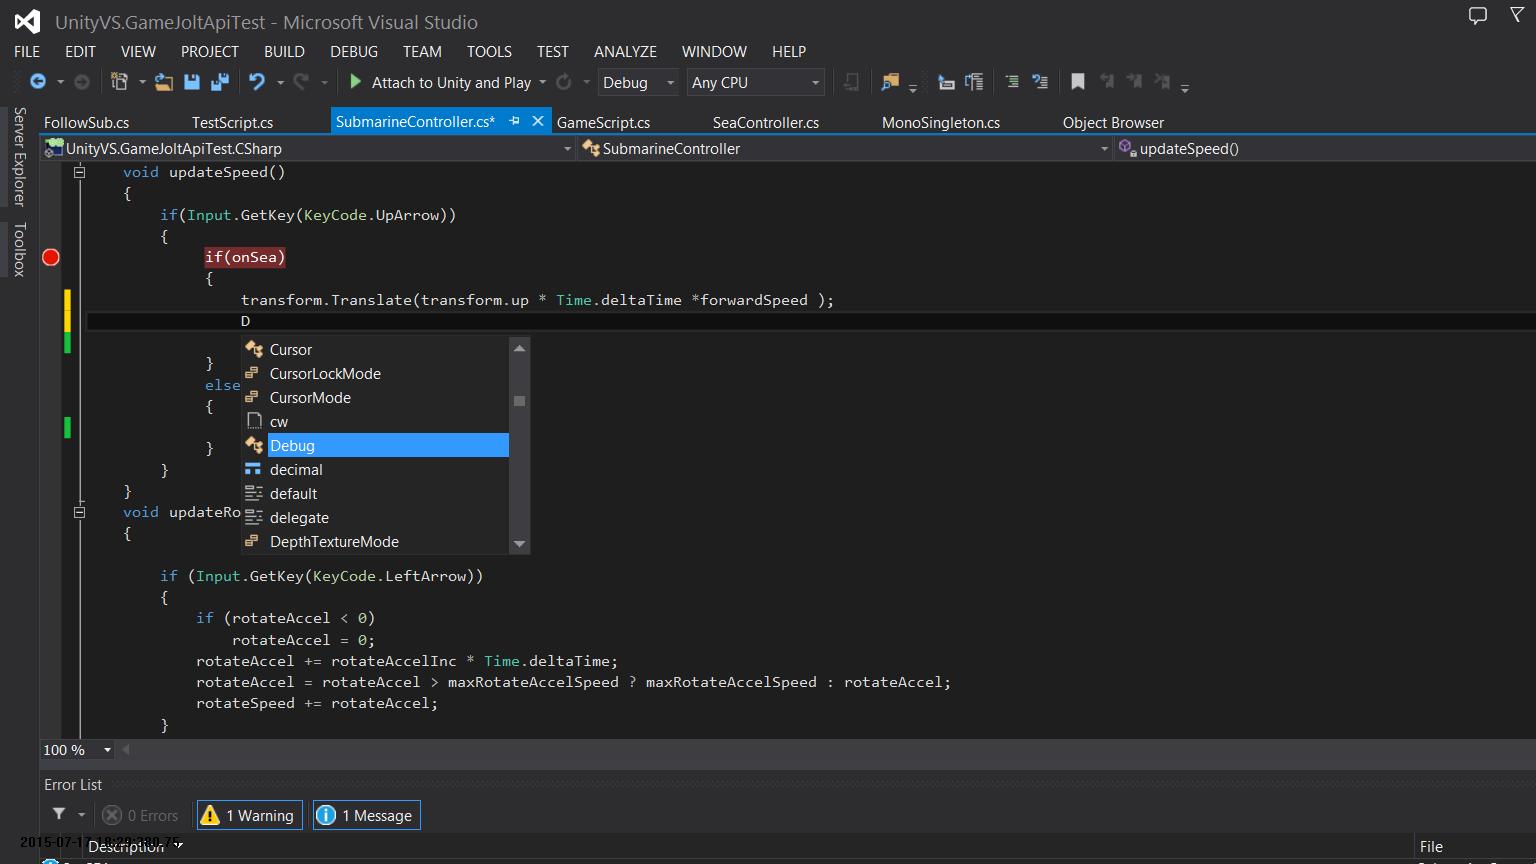 UnityVS.GameJoltApiTest - Microsoft Visual Studio
FILE EDIT VIEW PROJECT BUILD DEBUG TEAM TOOLS TEST ANALYZE WINDOW HELP
Attach to Unity and Play Debug Any CPU
Server Explorer
Toolbox
FollowSub.cs TestScript.cs SubmarineController.cs* GameScript.cs SeaController.cs MonoSingleton.cs Object Browser
UnityVS.GameJoltApiTest.CSharp SubmarineController updateSpeed()
void updateSpeed()
{
if(Input.GetKey(KeyCode.UpArrow))
{
if(onSea)
{
transform.Translate(transform.up * Time.deltaTime *forwardSpeed );
D
Cursor
}
CursorLockMode
else
CursorMode
{
cw
Debug
}
decimal
}
default
}
void updateRo
delegate
{
DepthTextureMode
if (Input.GetKey(KeyCode.LeftArrow))
{
if (rotateAccel < 0)
rotateAccel = 0;
rotateAccel += rotateAccelInc * Time.deltaTime;
rotateAccel = rotateAccel > maxRotateAccelSpeed ? maxRotateAccelSpeed : rotateAccel;
rotateSpeed += rotateAccel;
}
100 %
Error List
0 Errors 1 Warning 1 Message
Description File